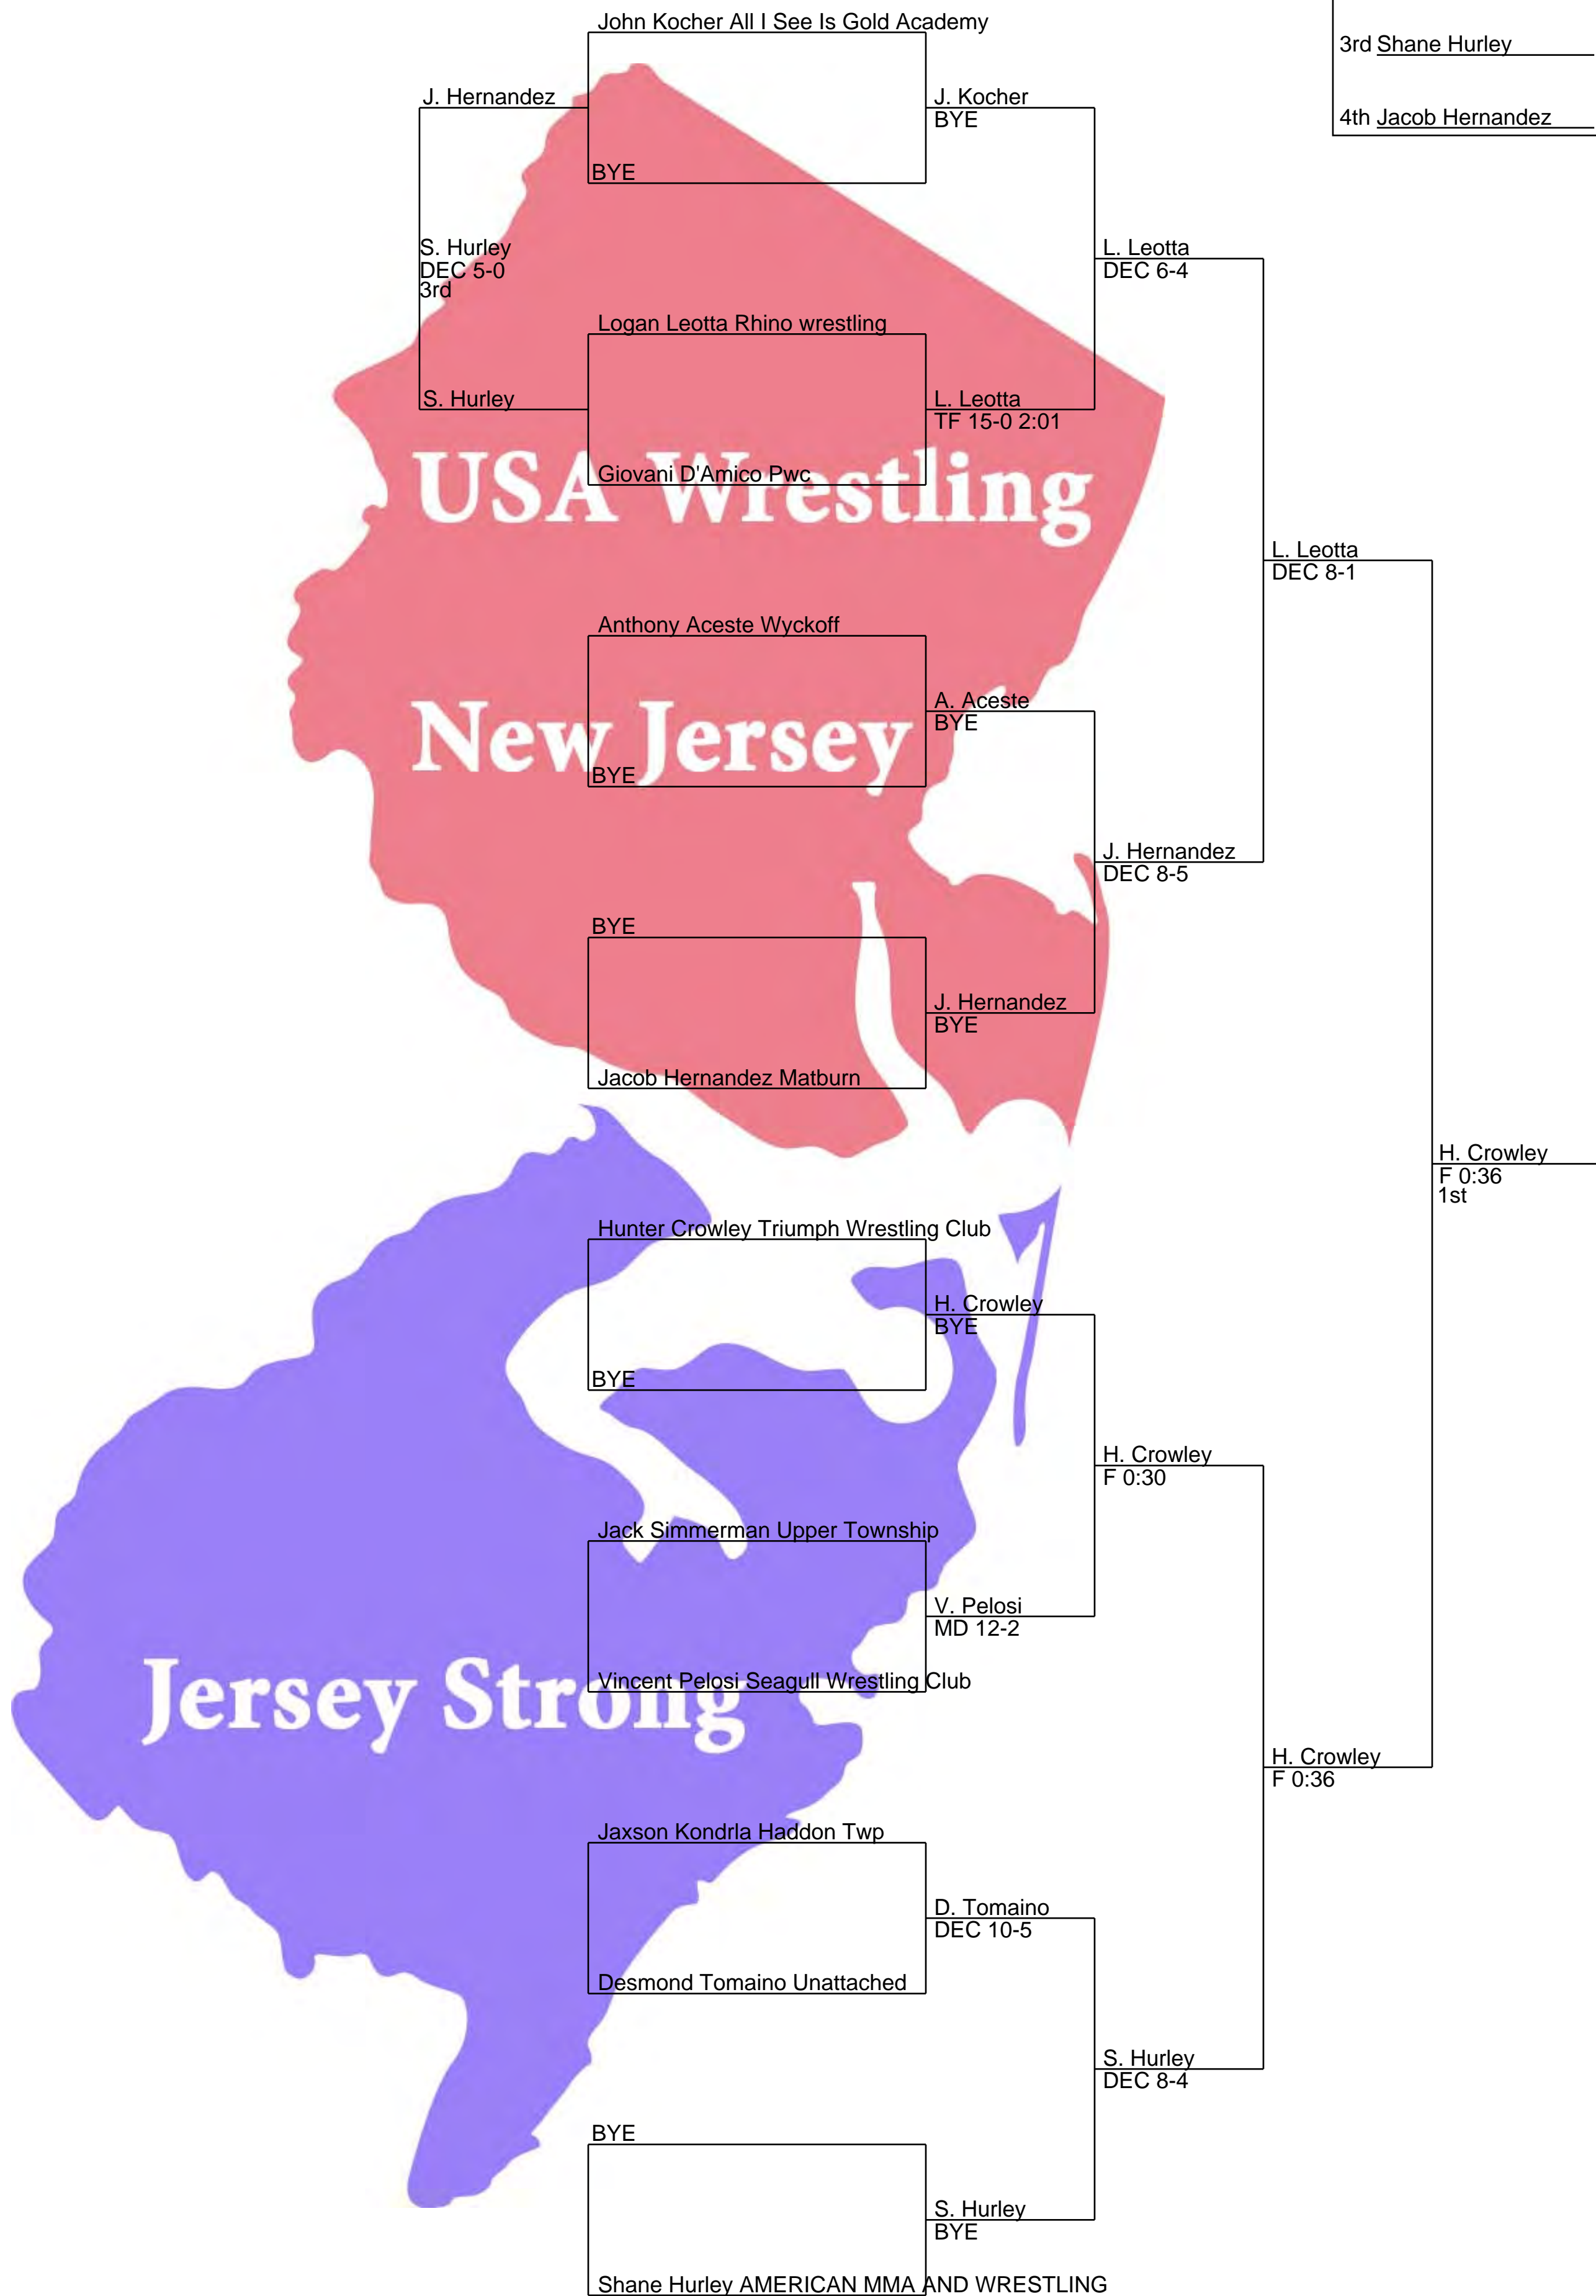 John Kocher All I See Is Gold Academy
3rd Shane Hurley
J. Hernandez
J. Kocher
BYE
4th Jacob Hernandez
BYE
S. Hurley
DEC 5-0
3rd
L. Leotta
DEC 6-4
Logan Leotta Rhino wrestling
S. Hurley
L. Leotta
TF 15-0 2:01
USA Wrestling
Giovani D'Amico Pwc
L. Leotta
DEC 8-1
Anthony Aceste Wyckoff
A. Aceste
BYE
New Jersey
BYE
J. Hernandez
DEC 8-5
BYE
J. Hernandez
BYE
Jacob Hernandez Matburn
H. Crowley
F 0:36
1st
Hunter Crowley Triumph Wrestling Club
H. Crowley
BYE
BYE
H. Crowley
F 0:30
Jack Simmerman Upper Township
V. Pelosi
MD 12-2
Vincent Pelosi Seagull Wrestling Club
Jersey Strong
H. Crowley
F 0:36
Jaxson Kondrla Haddon Twp
D. Tomaino
DEC 10-5
Desmond Tomaino Unattached
S. Hurley
DEC 8-4
BYE
S. Hurley
BYE
Shane Hurley AMERICAN MMA AND WRESTLING